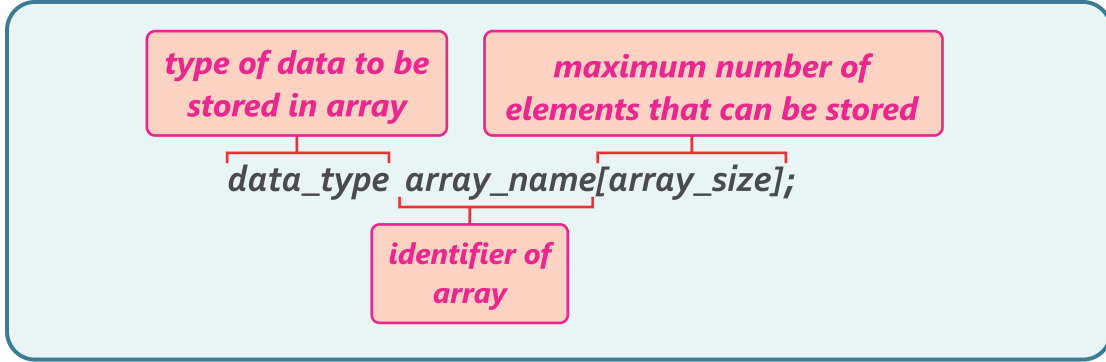 type of data to be
stored in array
maximum number of
elements that can be stored
data_type array_name[array_size];
identifier of
array